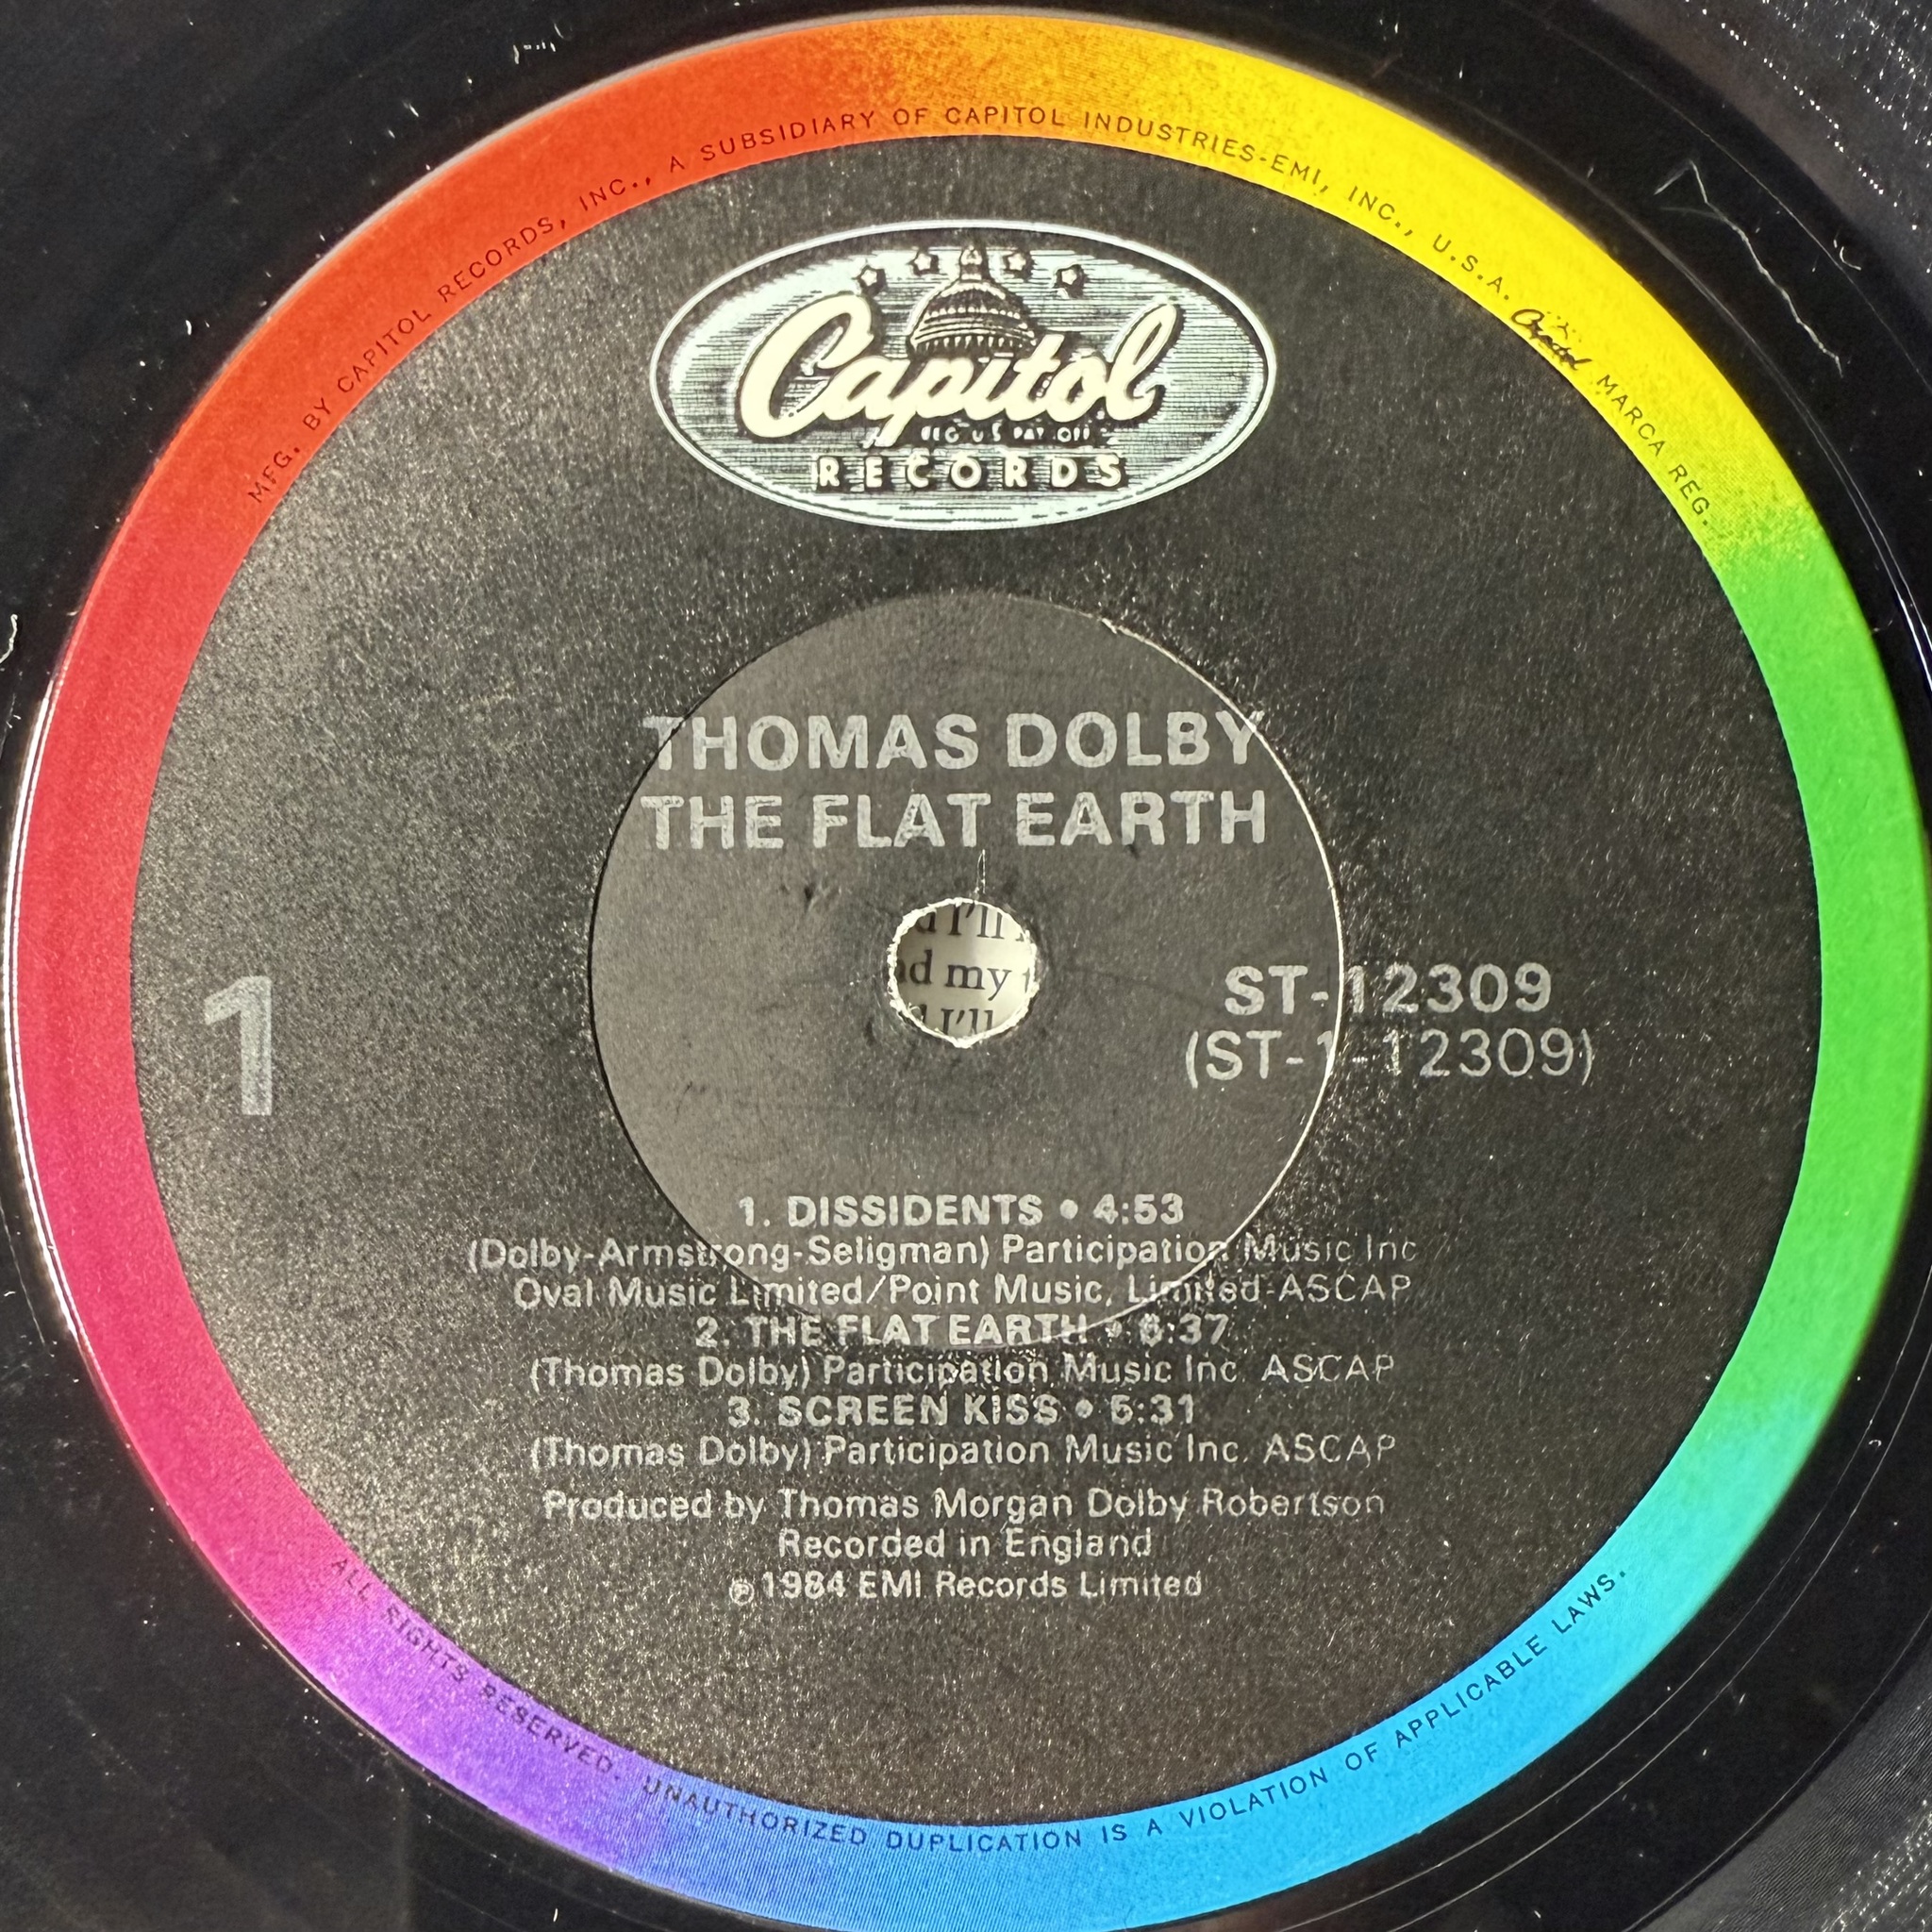 MFG. BY CAPITOL RECORDS, INC., A SUBSIDIARY OF CAPITOL INDUSTRIES-EMI, INC., U.S.A. Capitol MARCA REG.
Capitol
REG. U.S. PAT. OFF.
RECORDS
THOMAS DOLBY
THE FLAT EARTH
I'll
my
I'll
1
ST-12309
(ST-1-12309)
1. DISSIDENTS • 4:53
(Dolby-Armstrong-Seligman) Participation Music Inc
Oval Music Limited/Point Music, Limited-ASCAP
2. THE FLAT EARTH • 6:37
(Thomas Dolby) Participation Music Inc. ASCAP
3. SCREEN KISS • 5:31
(Thomas Dolby) Participation Music Inc. ASCAP
Produced by Thomas Morgan Dolby Robertson
Recorded in England
℗ 1984 EMI Records Limited
ALL RIGHTS RESERVED. UNAUTHORIZED DUPLICATION IS A VIOLATION OF APPLICABLE LAWS.